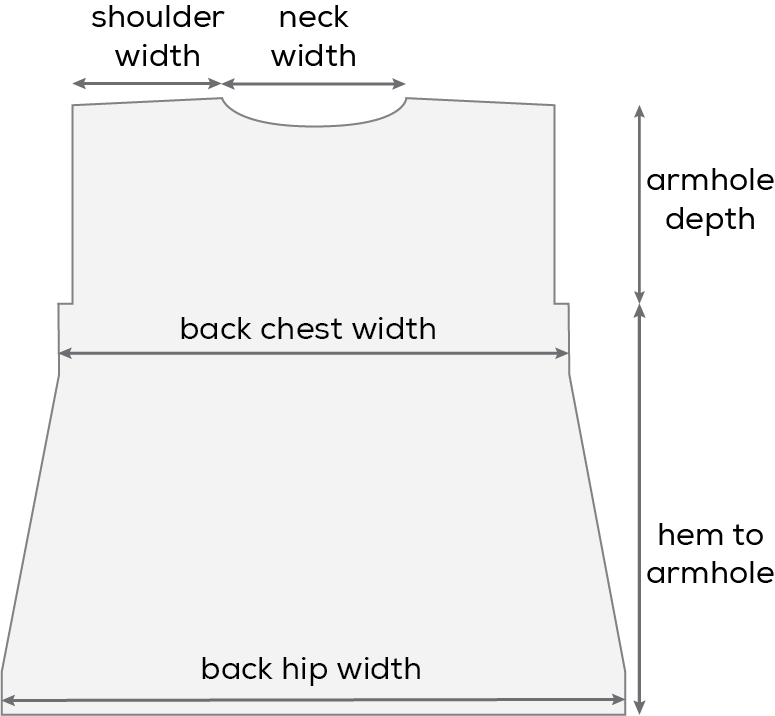 shoulder
width
neck
width
armhole
depth
back chest width
hem to
armhole
back hip width